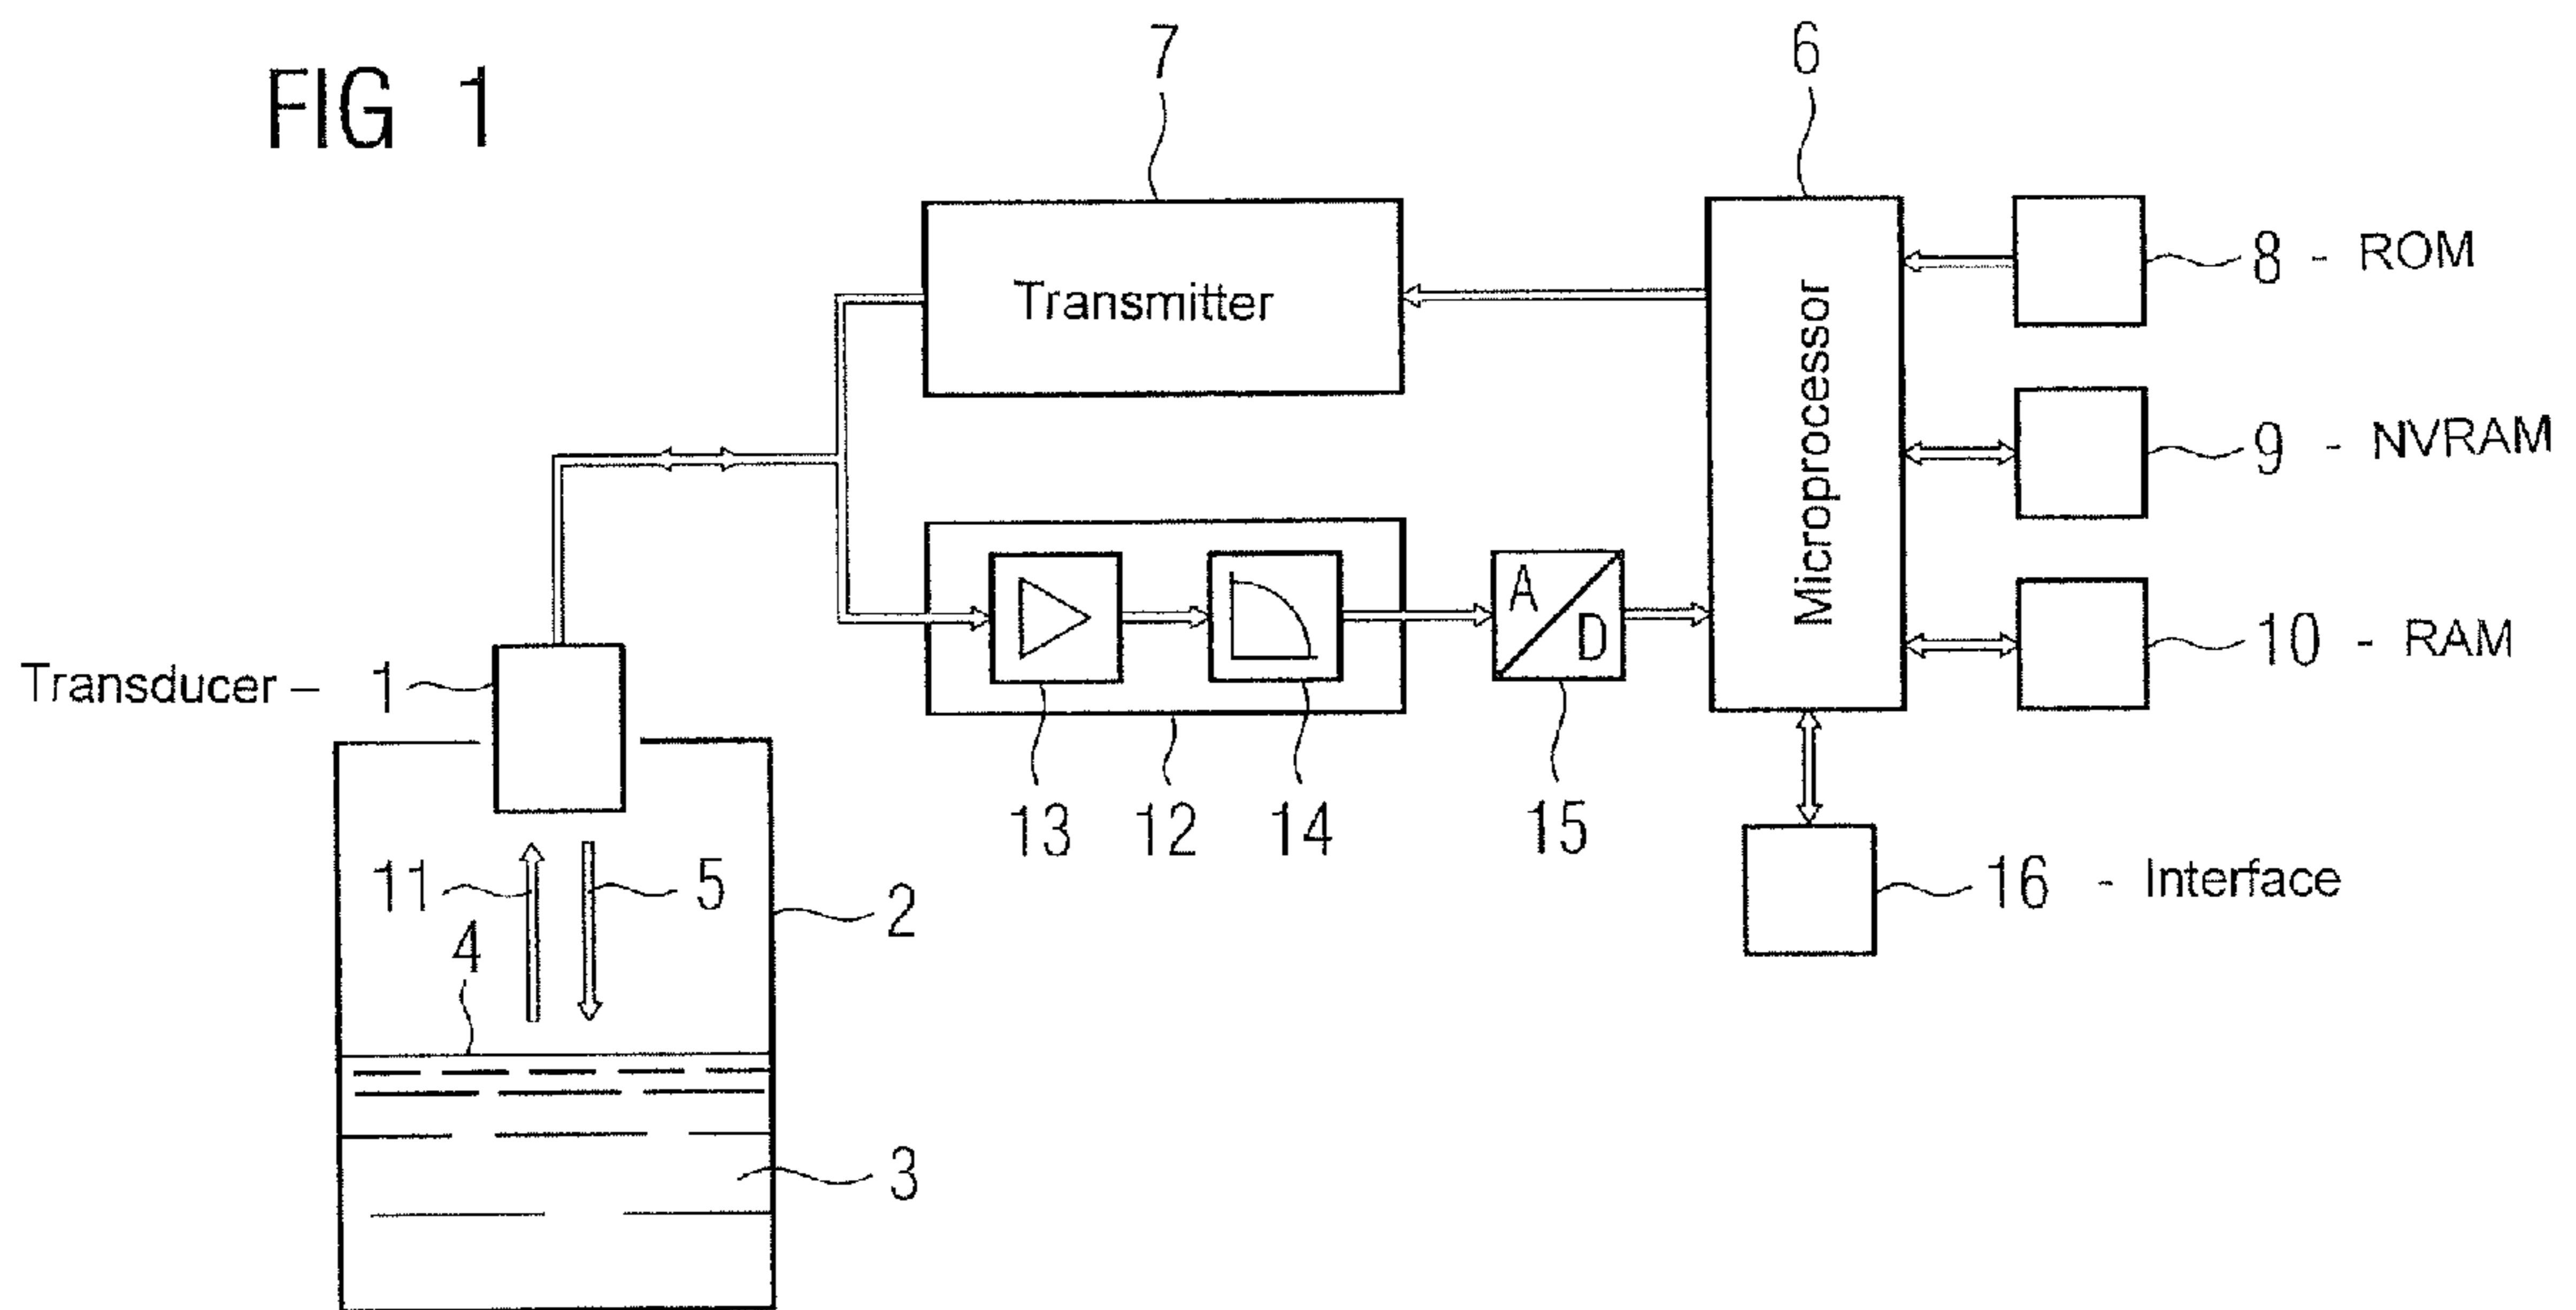 FIG 1
7
6
Transmitter
Microprocessor
8 - ROM
9 - NVRAM
10 - RAM
A
D
Transducer – 1
13
12
14
15
11
5
2
4
16 - Interface
3